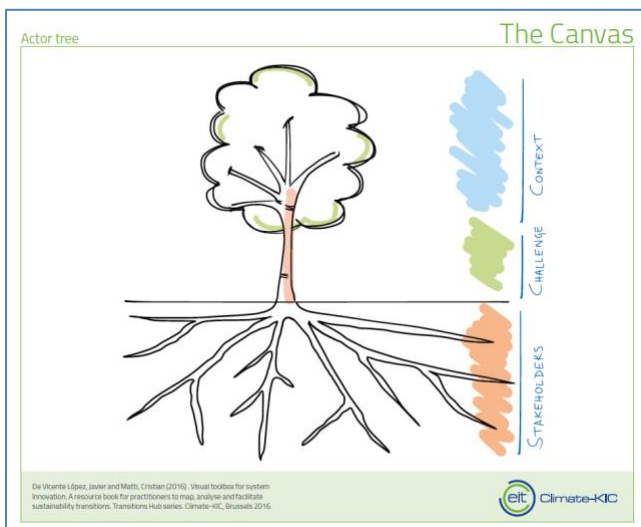 Actor tree
The Canvas
CONTEXT
CHALLENGE
STAKEHOLDERS
De Vicente López, Javier and Matti, Cristian (2016). Visual toolbox for system
innovation. A resource book for practitioners to map, analyse and facilitate
sustainability transitions. Transitions Hub series. Climate-KIC, Brussels 2016.
eit Climate-KIC